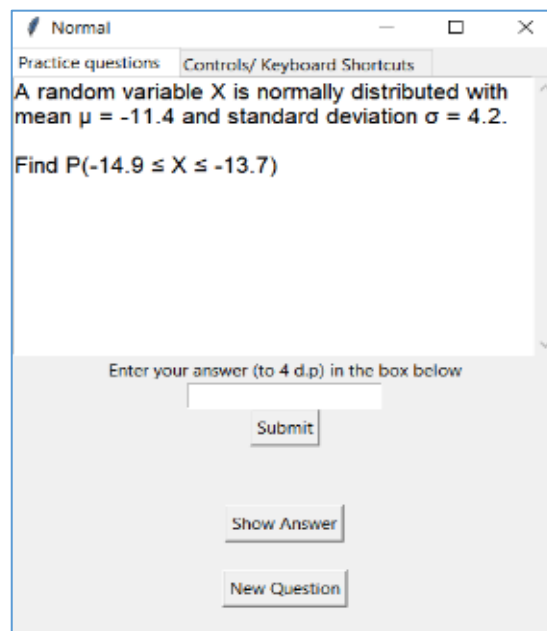 Normal
Practice questions
Controls/ Keyboard Shortcuts
A random variable X is normally distributed with
mean μ = -11.4 and standard deviation σ = 4.2.
Find P(-14.9 ≤ X ≤ -13.7)
Enter your answer (to 4 d.p) in the box below
Submit
Show Answer
New Question